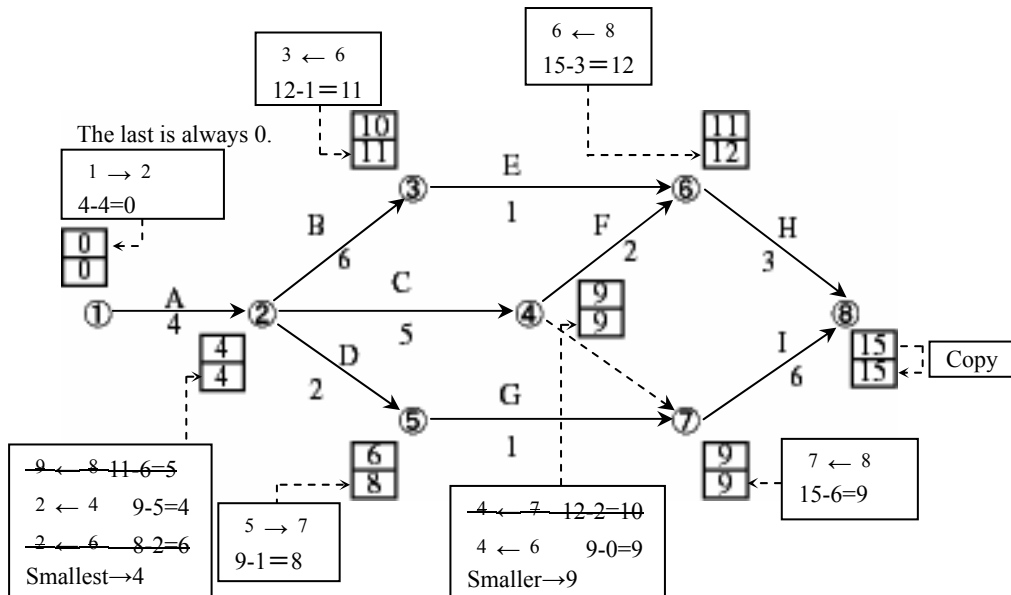 3 ← 6
12-1＝11
6 ← 8
15-3＝12
The last is always 0.
1 → 2
4-4=0
10
11
11
12
0
0
③
E
1
⑥
B
6
F
2
H
3
C
5
9
9
①
A
4
②
④
⑧
4
4
D
2
I
6
15
15
Copy
⑤
G
1
⑦
6
8
9
9
9 ← 8 11-6=5
2 ← 4 9-5=4
2 ← 6 8-2=6
Smallest→4
5 → 7
9-1＝8
4 ← 7 12-2=10
4 ← 6 9-0=9
Smaller→9
7 ← 8
15-6=9